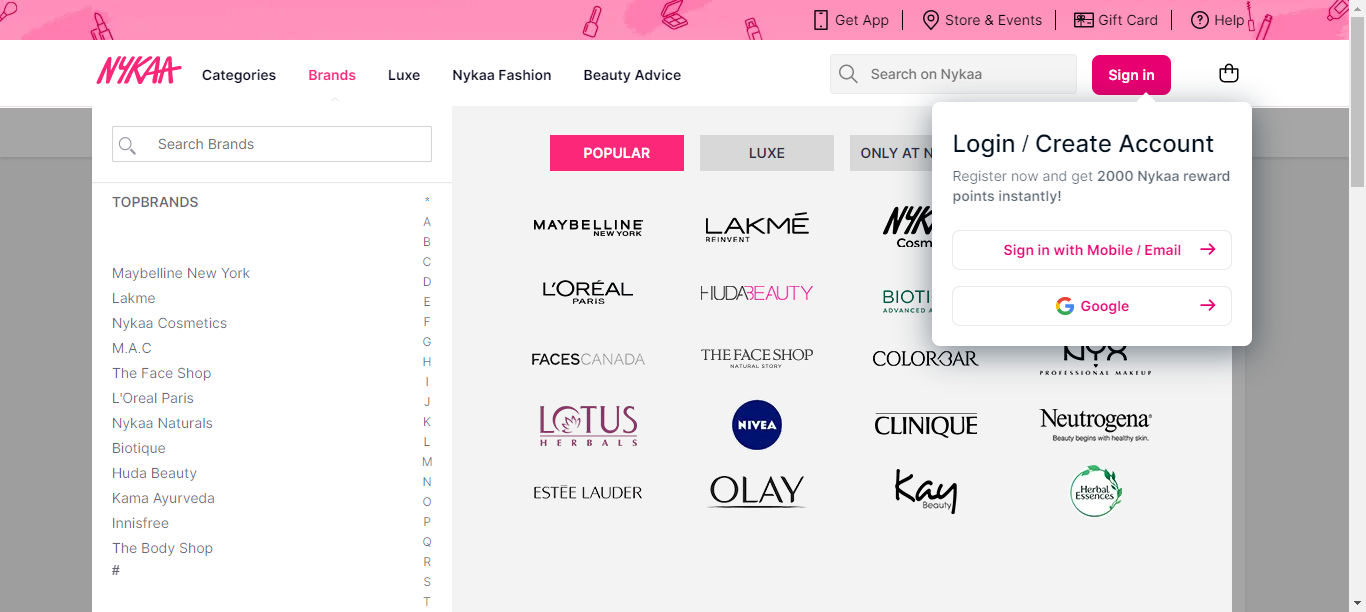 Get App
Store & Events
Gift Card
Help
NYKAA
Categories
Brands
Luxe
Nykaa Fashion
Beauty Advice
Search on Nykaa
Sign in
Search Brands
TOPBRANDS
*
A
B
C
D
E
F
G
H
I
J
K
L
M
N
O
P
Q
R
S
T
Maybelline New York
Lakme
Nykaa Cosmetics
M.A.C
The Face Shop
L'Oreal Paris
Nykaa Naturals
Biotique
Huda Beauty
Kama Ayurveda
Innisfree
The Body Shop
#
POPULAR
LUXE
ONLY AT N
MAYBELLINE
NEW YORK
LAKMÉ
REINVENT
NYK
Cosm
L'ORÉAL
PARIS
HUDABEAUTY
BIOTI
ADVANCED A
FACESCANADA
THE FACE SHOP
NATURAL STORY
COLORBAR
NYX
PROFESSIONAL MAKEUP
LOTUS
HERBALS
NIVEA
CLINIQUE
Neutrogena®
Beauty begins with healthy skin.
ESTĒE LAUDER
OLAY
Kay
Beauty
Herbal
Essences
Login / Create Account
Register now and get 2000 Nykaa reward
points instantly!
Sign in with Mobile / Email
Google